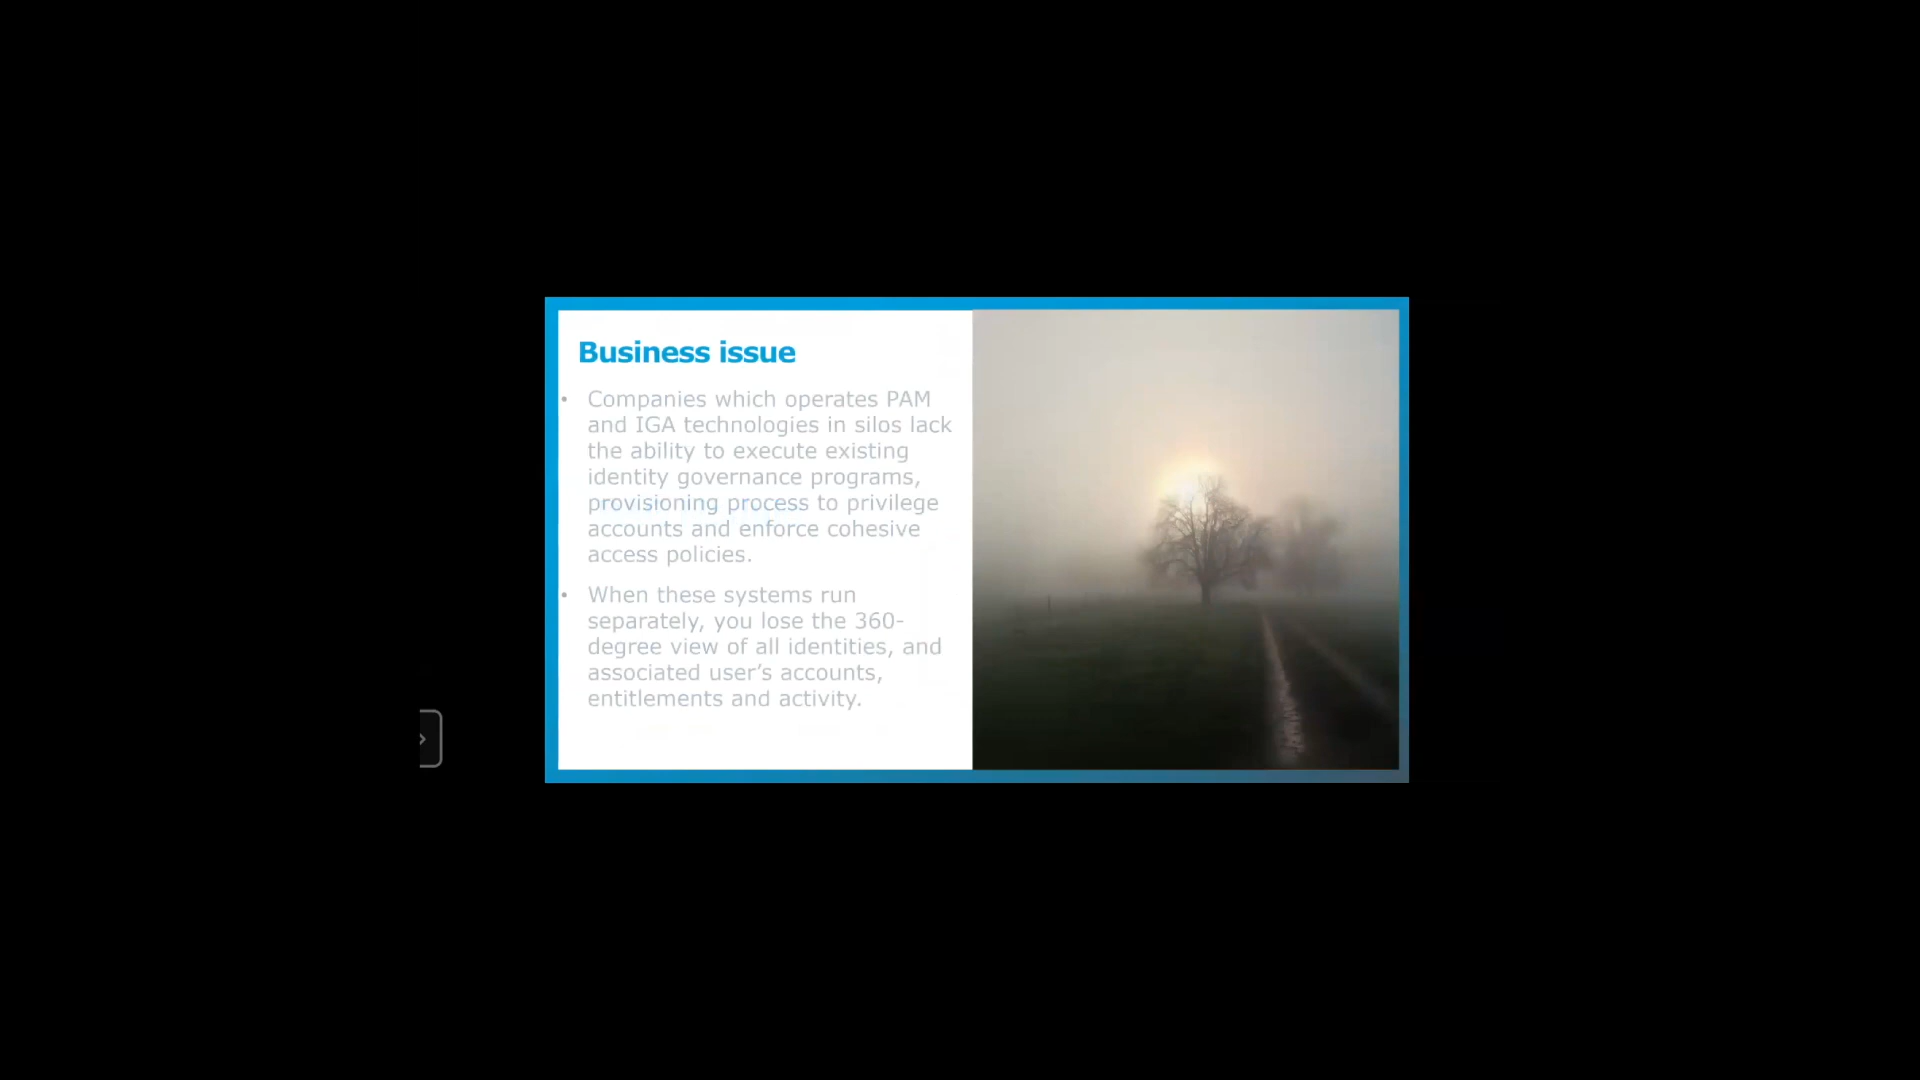 Business issue
• Companies which operates PAM
and IGA technologies in silos lack
the ability to execute existing
identity governance programs,
provisioning process to privilege
accounts and enforce cohesive
access policies.
• When these systems run
separately, you lose the 360-
degree view of all identities, and
associated user’s accounts,
entitlements and activity.